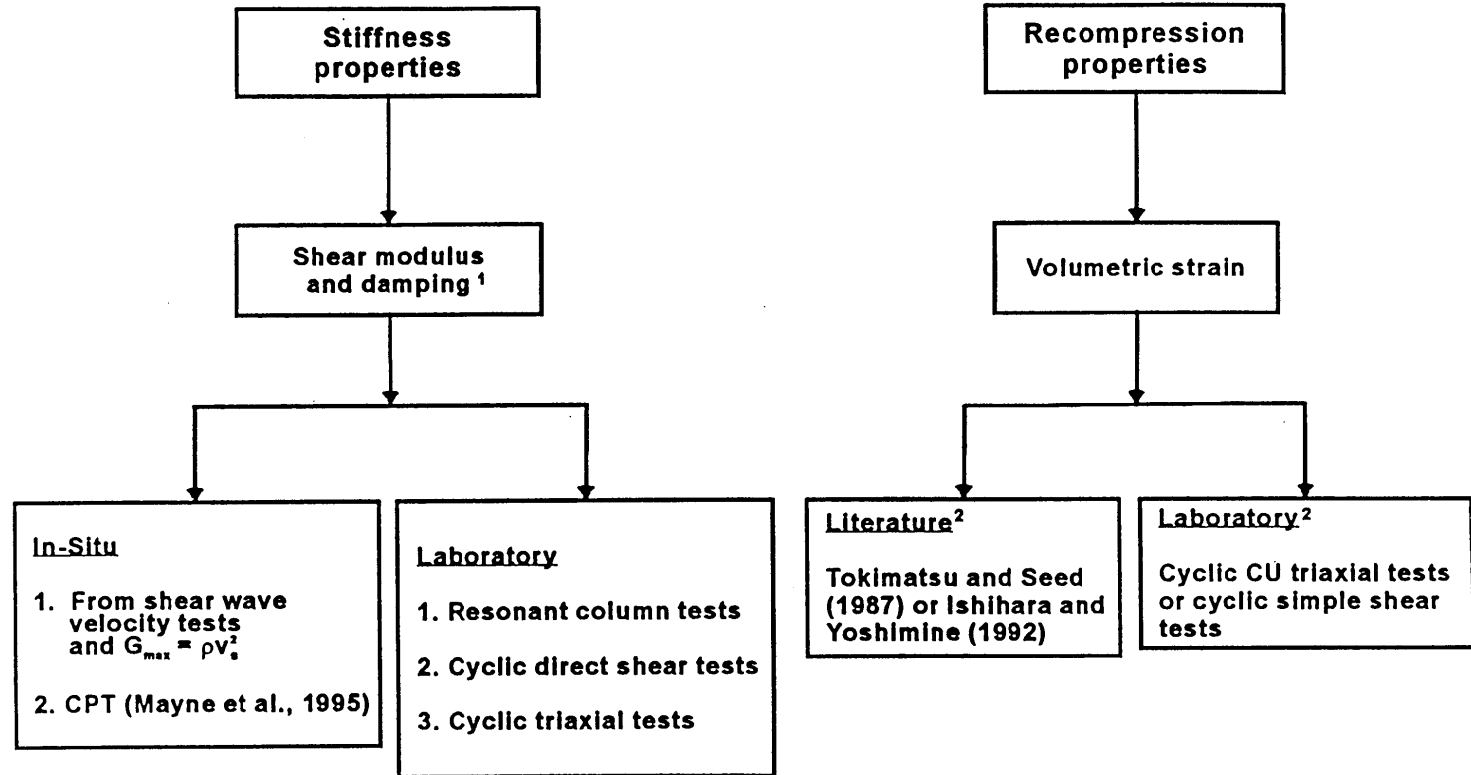 Stiffness
properties
Recompression
properties
Shear modulus
and damping ¹
Volumetric strain
In-Situ
1. From shear wave
velocity tests
and Gmax = ρvs²
2. CPT (Mayne et al., 1995)
Laboratory
1. Resonant column tests
2. Cyclic direct shear tests
3. Cyclic triaxial tests
Literature²
Tokimatsu and Seed
(1987) or Ishihara and
Yoshimine (1992)
Laboratory²
Cyclic CU triaxial tests
or cyclic simple shear
tests